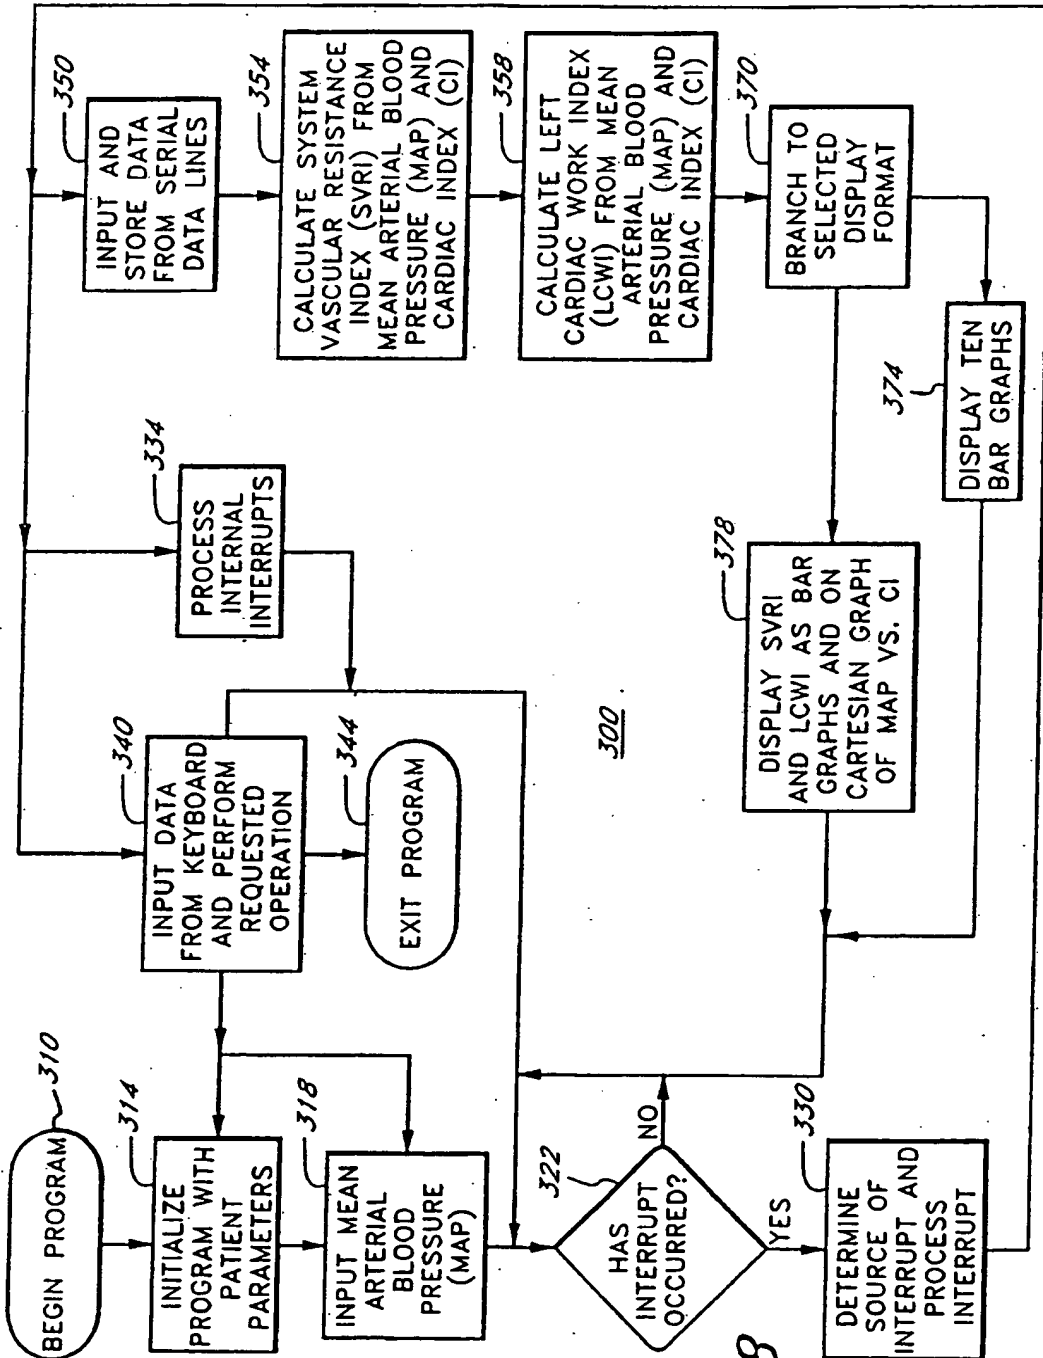 310
BEGIN PROGRAM
314
INITIALIZE
PROGRAM WITH
PATIENT
PARAMETERS
318
INPUT MEAN
ARTERIAL
BLOOD
PRESSURE
(MAP)
322
HAS
INTERRUPT
OCCURRED?
NO
YES
330
DETERMINE
SOURCE OF
INTERRUPT AND
PROCESS
INTERRUPT
340
INPUT DATA
FROM KEYBOARD
AND PERFORM
REQUESTED
OPERATION
344
EXIT PROGRAM
334
PROCESS
INTERNAL
INTERRUPTS
300
350
INPUT AND
STORE DATA
FROM SERIAL
DATA LINES
354
CALCULATE SYSTEM
VASCULAR RESISTANCE
INDEX (SVRI) FROM
MEAN ARTERIAL BLOOD
PRESSURE (MAP) AND
CARDIAC INDEX (CI)
358
CALCULATE LEFT
CARDIAC WORK INDEX
(LCWI) FROM MEAN
ARTERIAL BLOOD
PRESSURE (MAP) AND
CARDIAC INDEX (CI)
370
BRANCH TO
SELECTED
DISPLAY
FORMAT
374
DISPLAY TEN
BAR GRAPHS
378
DISPLAY SVRI
AND LCWI AS BAR
GRAPHS AND ON
CARTESIAN GRAPH
OF MAP VS. CI
8